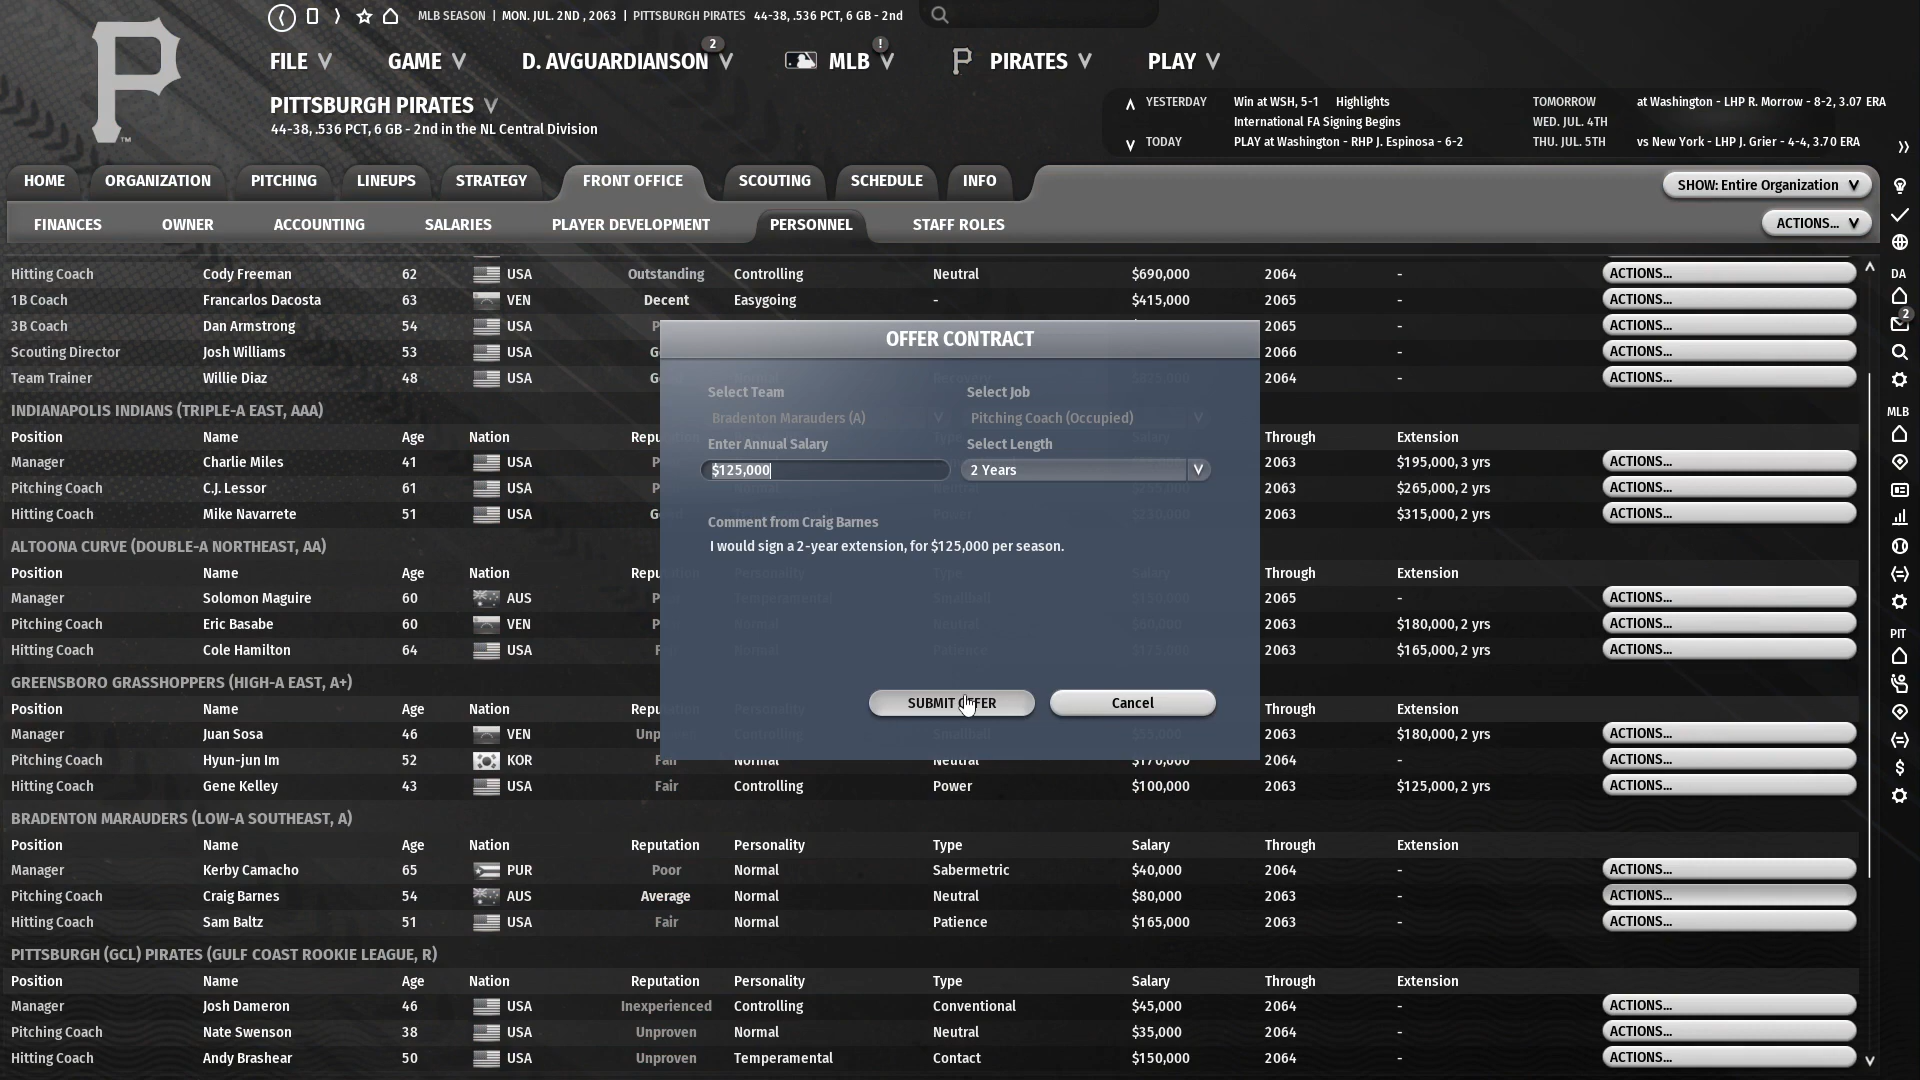 MLB SEASON | MON. JUL. 2ND , 2063 | PITTSBURGH PIRATES 44-38, .536 PCT, 6 GB - 2nd
FILE GAME D. AVGUARDIANSON 2 MLB ! PIRATES PLAY
P
TM
PITTSBURGH PIRATES
44-38, .536 PCT, 6 GB - 2nd in the NL Central Division
YESTERDAY Win at WSH, 5-1 Highlights TOMORROW at Washington - LHP R. Morrow - 8-2, 3.07 ERA
International FA Signing Begins WED. JUL. 4TH
TODAY PLAY at Washington - RHP J. Espinosa - 6-2 THU. JUL. 5TH vs New York - LHP J. Grier - 4-4, 3.70 ERA
HOME ORGANIZATION PITCHING LINEUPS STRATEGY FRONT OFFICE SCOUTING SCHEDULE INFO SHOW: Entire Organization
FINANCES OWNER ACCOUNTING SALARIES PLAYER DEVELOPMENT PERSONNEL STAFF ROLES ACTIONS...
Hitting Coach Cody Freeman 62 USA Outstanding Controlling Neutral $690,000 2064 - ACTIONS...
1B Coach Francarlos Dacosta 63 VEN Decent Easygoing - $415,000 2065 - ACTIONS...
3B Coach Dan Armstrong 54 USA 2065 - ACTIONS...
Scouting Director Josh Williams 53 USA 2066 - ACTIONS...
Team Trainer Willie Diaz 48 USA 2064 - ACTIONS...
OFFER CONTRACT
Select Team Select Job
Bradenton Marauders (A) Pitching Coach (Occupied)
Enter Annual Salary Select Length
$125,000 2 Years
Comment from Craig Barnes
I would sign a 2-year extension, for $125,000 per season.
SUBMIT OFFER Cancel
INDIANAPOLIS INDIANS (TRIPLE-A EAST, AAA)
Position Name Age Nation Through Extension
Manager Charlie Miles 41 USA 2063 $195,000, 3 yrs ACTIONS...
Pitching Coach C.J. Lessor 61 USA 2063 $265,000, 2 yrs ACTIONS...
Hitting Coach Mike Navarrete 51 USA 2063 $315,000, 2 yrs ACTIONS...
ALTOONA CURVE (DOUBLE-A NORTHEAST, AA)
Position Name Age Nation Personality Through Extension
Manager Solomon Maguire 60 AUS Temperamental Smallball 2065 - ACTIONS...
Pitching Coach Eric Basabe 60 VEN Normal Neutral 2063 $180,000, 2 yrs ACTIONS...
Hitting Coach Cole Hamilton 64 USA Normal Patience 2063 $165,000, 2 yrs ACTIONS...
GREENSBORO GRASSHOPPERS (HIGH-A EAST, A+)
Position Name Age Nation Personality Type Salary Through Extension
Manager Juan Sosa 46 VEN Controlling Smallball 2063 $180,000, 2 yrs ACTIONS...
Pitching Coach Hyun-jun Im 52 KOR Fair Normal Neutral $170,000 2064 - ACTIONS...
Hitting Coach Gene Kelley 43 USA Fair Controlling Power $100,000 2063 $125,000, 2 yrs ACTIONS...
BRADENTON MARAUDERS (LOW-A SOUTHEAST, A)
Position Name Age Nation Reputation Personality Type Salary Through Extension
Manager Kerby Camacho 65 PUR Poor Normal Sabermetric $40,000 2064 - ACTIONS...
Pitching Coach Craig Barnes 54 AUS Average Normal Neutral $80,000 2063 - ACTIONS...
Hitting Coach Sam Baltz 51 USA Fair Normal Patience $165,000 2063 - ACTIONS...
PITTSBURGH (GCL) PIRATES (GULF COAST ROOKIE LEAGUE, R)
Position Name Age Nation Reputation Personality Type Salary Through Extension
Manager Josh Dameron 46 USA Inexperienced Controlling Conventional $45,000 2064 - ACTIONS...
Pitching Coach Nate Swenson 38 USA Unproven Normal Neutral $35,000 2064 - ACTIONS...
Hitting Coach Andy Brashear 50 USA Unproven Temperamental Contact $150,000 2064 - ACTIONS...
DA
2
MLB
PIT
$